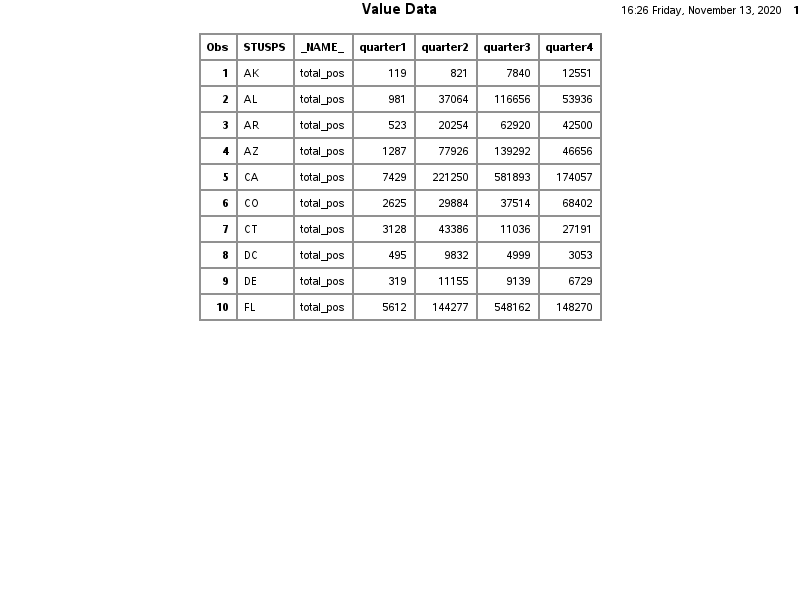 Value Data
16:26 Friday, November 13, 2020 1
Obs STUSPS _NAME_ quarter1 quarter2 quarter3 quarter4
1 AK total_pos 119 821 7840 12551
2 AL total_pos 981 37064 116656 53936
3 AR total_pos 523 20254 62920 42500
4 AZ total_pos 1287 77926 139292 46656
5 CA total_pos 7429 221250 581893 174057
6 CO total_pos 2625 29884 37514 68402
7 CT total_pos 3128 43386 11036 27191
8 DC total_pos 495 9832 4999 3053
9 DE total_pos 319 11155 9139 6729
10 FL total_pos 5612 144277 548162 148270